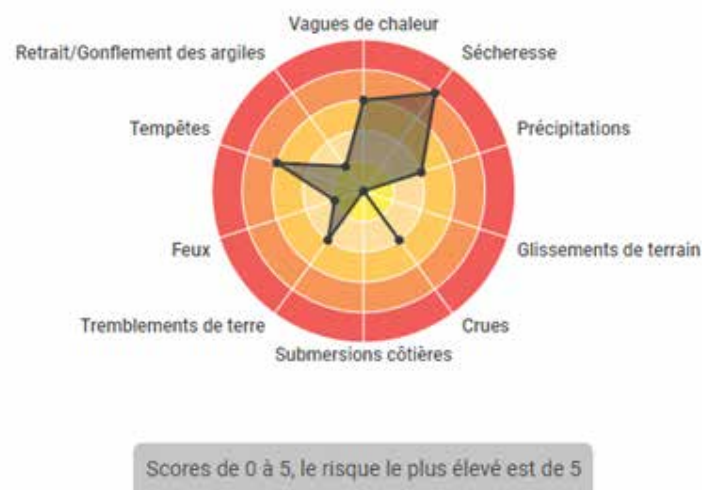 Vagues de chaleur
Retrait/Gonflement des argiles
Sécheresse
Tempêtes
Précipitations
Feux
Glissements de terrain
Tremblements de terre
Crues
Submersions côtières
Scores de 0 à 5, le risque le plus élevé est de 5